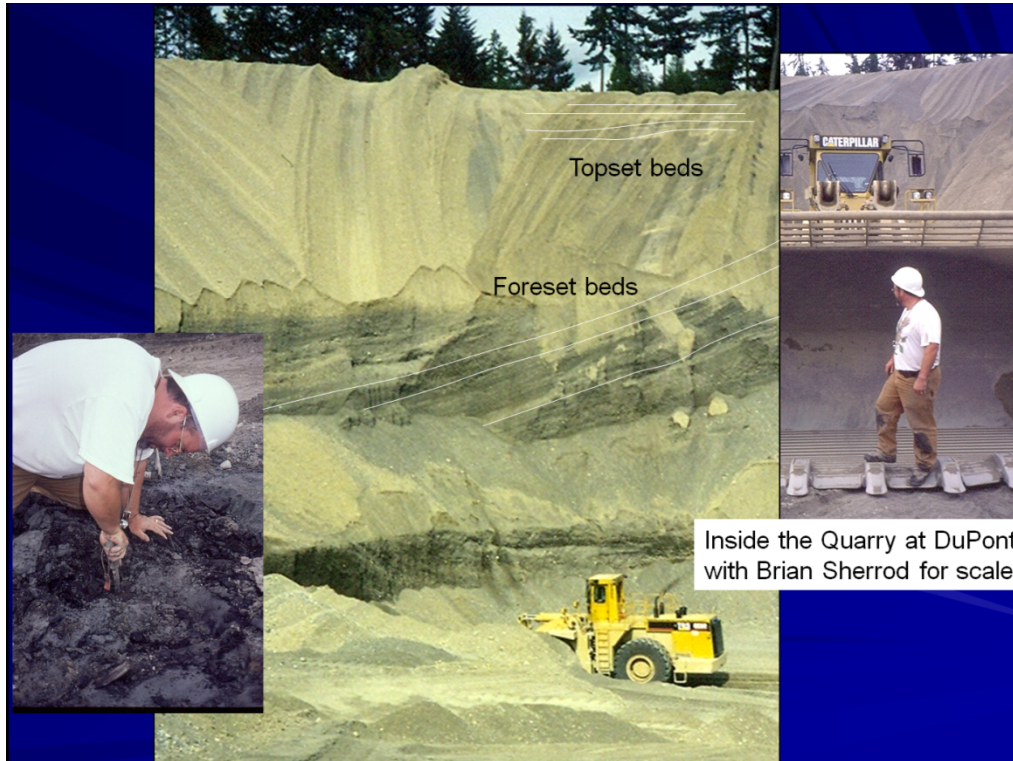 CATERPILLAR
Topset beds
Foreset beds
Inside the Quarry at DuPont
with Brian Sherrod for scale